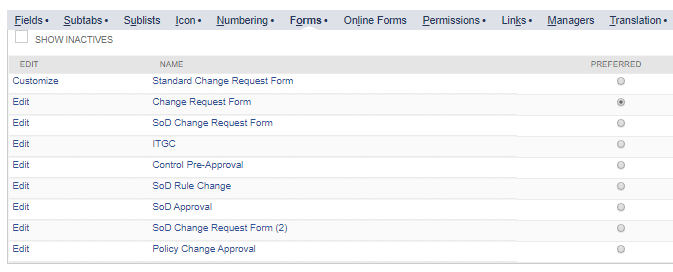 Fields • Subtabs • Sublists Icon • Numbering • Forms • Online Forms Permissions • Links • Managers Translation •
SHOW INACTIVES
EDIT NAME PREFERRED
Customize Standard Change Request Form
Edit Change Request Form
Edit SoD Change Request Form
Edit ITGC
Edit Control Pre-Approval
Edit SoD Rule Change
Edit SoD Approval
Edit SoD Change Request Form (2)
Edit Policy Change Approval